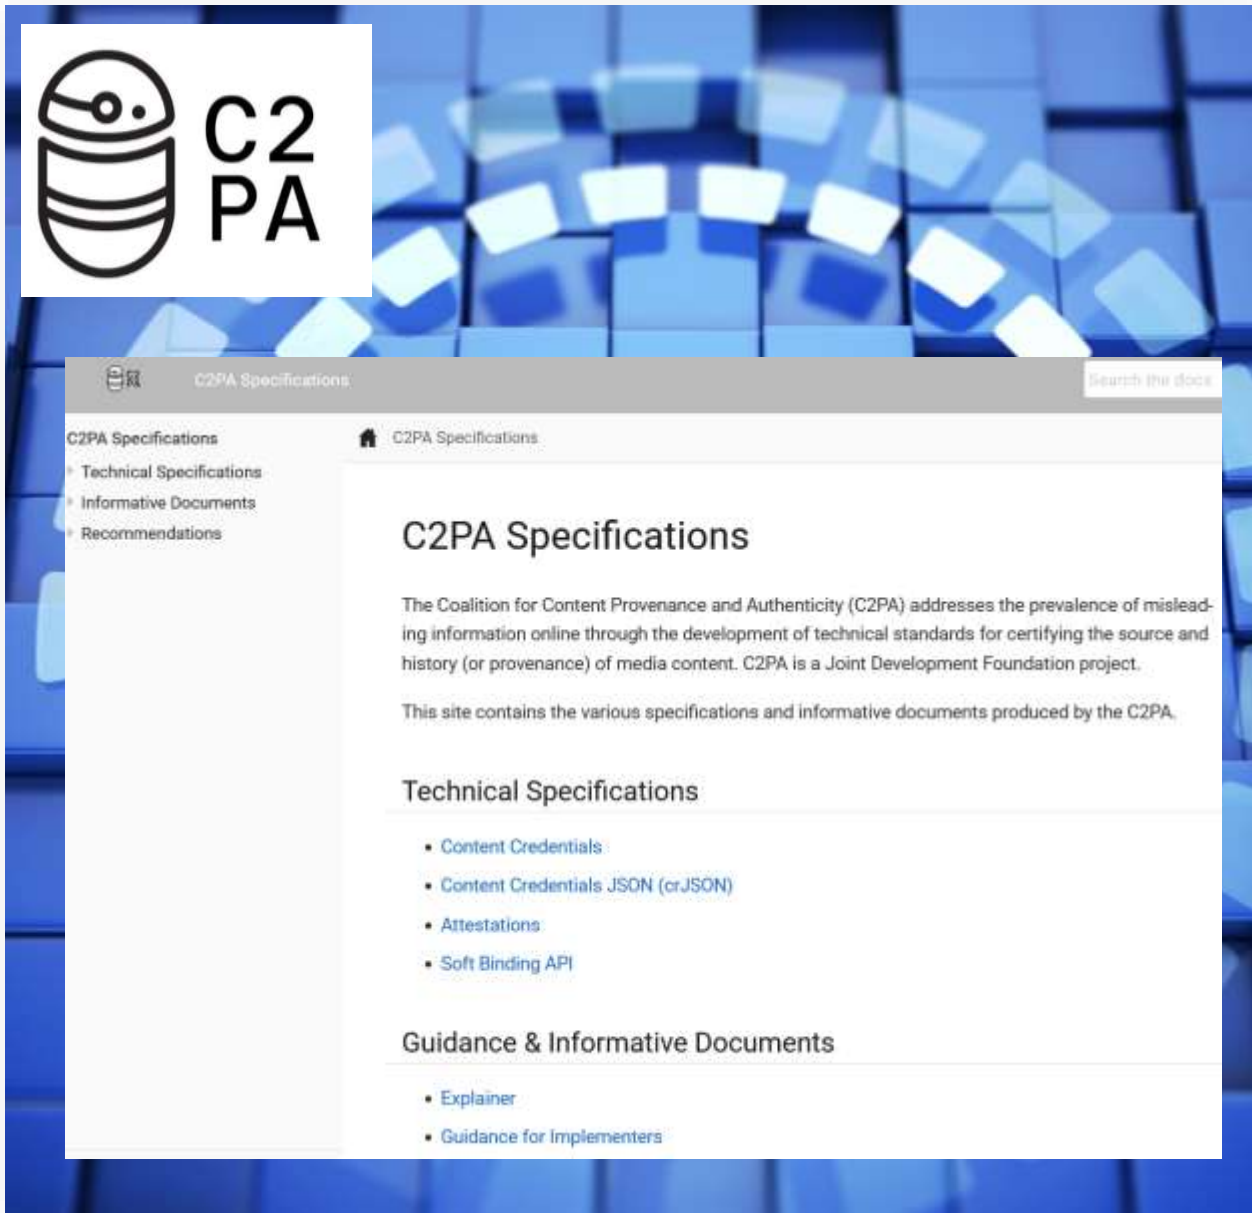 C2
PA
C2PA Specifications
Search the docs
C2PA Specifications
Technical Specifications
Informative Documents
Recommendations
C2PA Specifications
C2PA Specifications
The Coalition for Content Provenance and Authenticity (C2PA) addresses the prevalence of mislead-
ing information online through the development of technical standards for certifying the source and
history (or provenance) of media content. C2PA is a Joint Development Foundation project.
This site contains the various specifications and informative documents produced by the C2PA.
Technical Specifications
• Content Credentials
• Content Credentials JSON (crJSON)
• Attestations
• Soft Binding API
Guidance & Informative Documents
• Explainer
• Guidance for Implementers